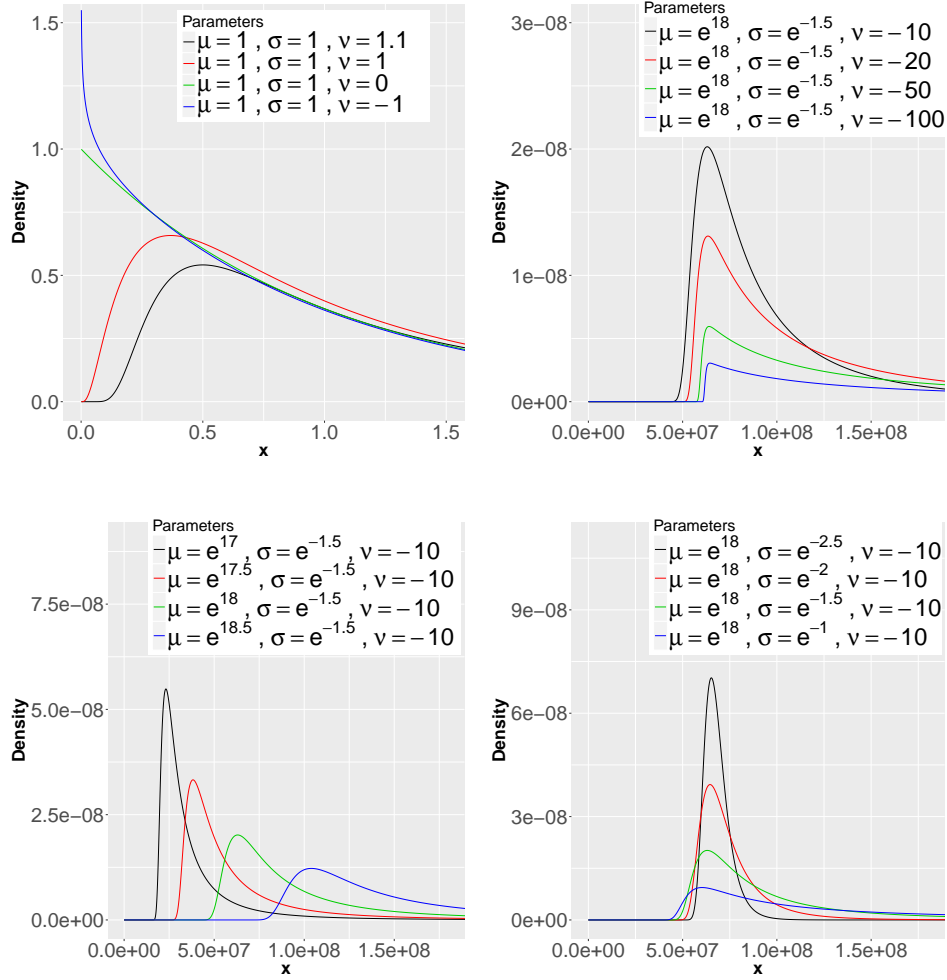 Parameters
μ = 1 , σ = 1 , ν = 1.1
μ = 1 , σ = 1 , ν = 1
μ = 1 , σ = 1 , ν = 0
μ = 1 , σ = 1 , ν = −1
1.5
1.0
0.5
0.0
Density
0.0
0.5
1.0
1.5
x
Parameters
μ = e^18 , σ = e^−1.5 , ν = −10
μ = e^18 , σ = e^−1.5 , ν = −20
μ = e^18 , σ = e^−1.5 , ν = −50
μ = e^18 , σ = e^−1.5 , ν = −100
3e−08
2e−08
1e−08
0e+00
Density
0.0e+00
5.0e+07
1.0e+08
1.5e+08
x
Parameters
μ = e^17 , σ = e^−1.5 , ν = −10
μ = e^17.5 , σ = e^−1.5 , ν = −10
μ = e^18 , σ = e^−1.5 , ν = −10
μ = e^18.5 , σ = e^−1.5 , ν = −10
7.5e−08
5.0e−08
2.5e−08
0.0e+00
Density
0.0e+00
5.0e+07
1.0e+08
1.5e+08
x
Parameters
μ = e^18 , σ = e^−2.5 , ν = −10
μ = e^18 , σ = e^−2 , ν = −10
μ = e^18 , σ = e^−1.5 , ν = −10
μ = e^18 , σ = e^−1 , ν = −10
9e−08
6e−08
3e−08
0e+00
Density
0.0e+00
5.0e+07
1.0e+08
1.5e+08
x